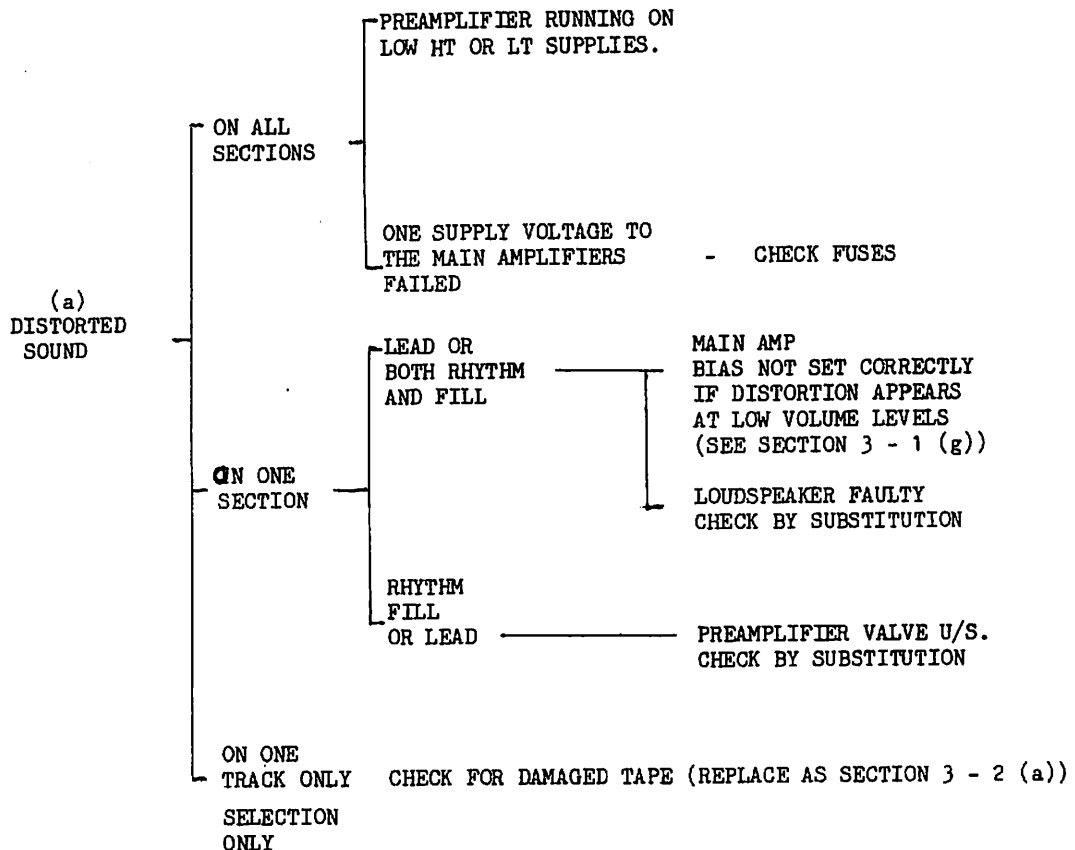 PREAMPLIFIER RUNNING ON
LOW HT OR LT SUPPLIES.
ON ALL
SECTIONS
ONE SUPPLY VOLTAGE TO
THE MAIN AMPLIFIERS - CHECK FUSES
FAILED
(a)
DISTORTED
SOUND
LEAD OR
BOTH RHYTHM
AND FILL
MAIN AMP
BIAS NOT SET CORRECTLY
IF DISTORTION APPEARS
AT LOW VOLUME LEVELS
(SEE SECTION 3 - 1 (g))
ON ONE
SECTION
LOUDSPEAKER FAULTY
CHECK BY SUBSTITUTION
RHYTHM
FILL
OR LEAD
PREAMPLIFIER VALVE U/S.
CHECK BY SUBSTITUTION
ON ONE
TRACK ONLY CHECK FOR DAMAGED TAPE (REPLACE AS SECTION 3 - 2 (a))
SELECTION
ONLY